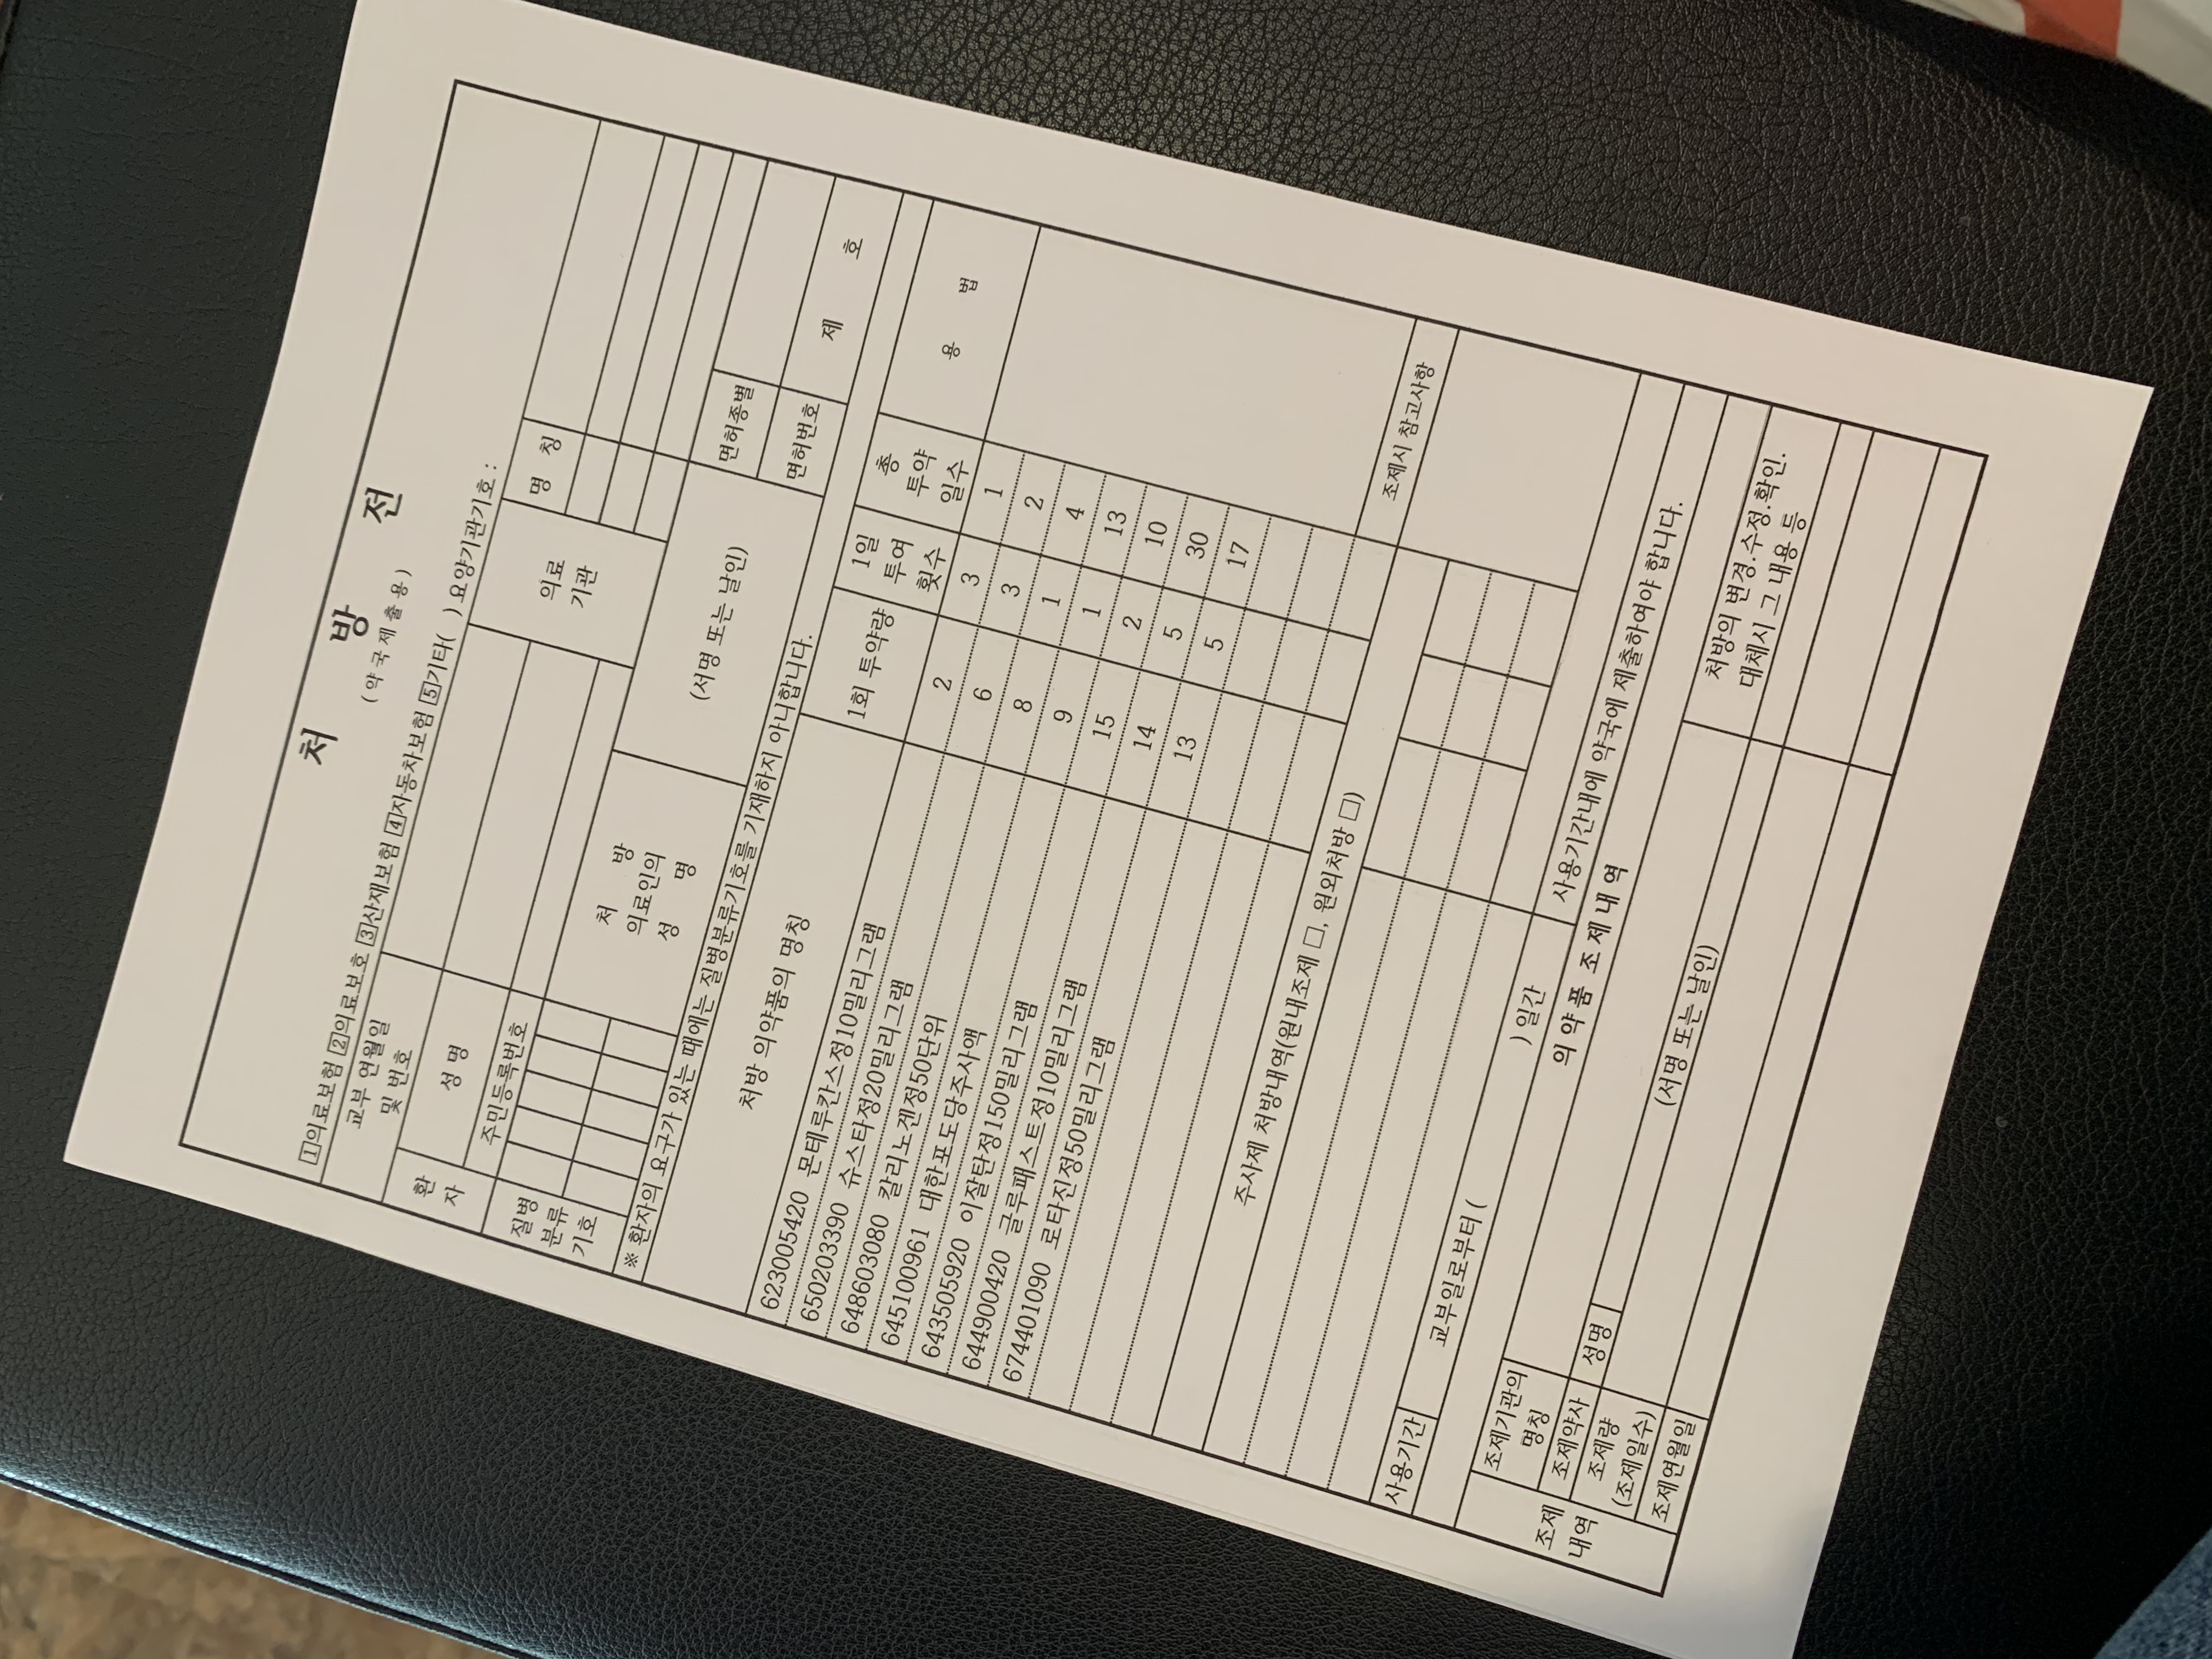 처 방 전
(약국제출용)
1의료보험 2의료보호 3산재보험 4자동차보험 5기타( ) 요양기관기호 :
교부 연월일
및 번호
환
자
성 명
주민등록번호
의료
기관
명 칭
질병
분류
기호
처 방
의료인의
성 명
(서명 또는 날인)
면허종별
면허번호
제 호
※ 환자의 요구가 있는 때에는 질병분류기호를 기재하지 아니합니다.
처방 의약품의 명칭
1회 투약량
1일
투여
횟수
총
투약
일수
용 법
623005420 몬테루칸스정10밀리그램 2 3 1
650203390 슈스타정20밀리그램 6 3 2
648603080 칼리노겐정50단위 8 1 4
645100961 대한포도당주사액 9 1 13
643505920 이잘탄정150밀리그램 15 2 10
644900420 글루패스트정10밀리그램 14 5 30
674401090 로타진정50밀리그램 13 5 17
주사제 처방내역(원내조제 □, 원외처방 □)
조제시 참고사항
사용기간
교부일로부터 ( ) 일간
사용기간내에 약국에 제출하여야 합니다.
의 약 품 조 제 내 역
조제
내역
조제기관의
명칭
처방의 변경.수정.확인.
대체시 그 내용 등
조제약사
성명
(서명 또는 날인)
조제량
(조제일수)
조제연월일